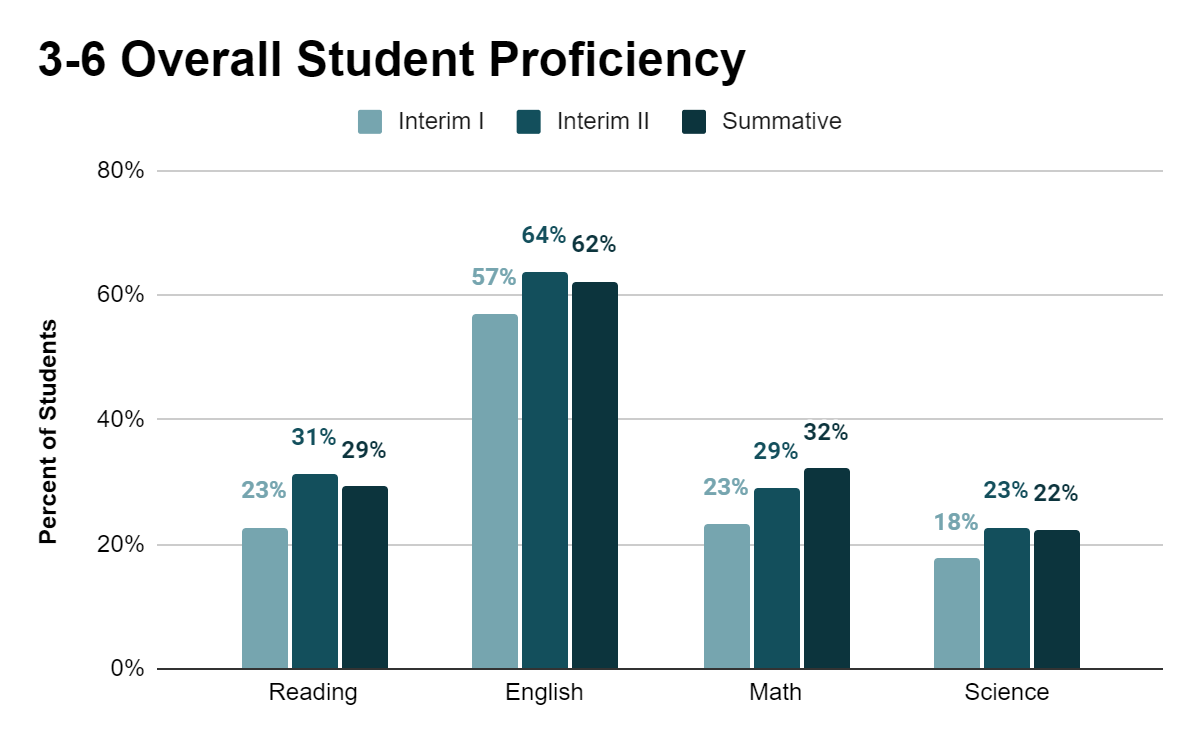 3-6 Overall Student Proficiency
Interim I Interim II Summative
80%
60%
40%
20%
0%
Percent of Students
23% 31% 29%
57% 64% 62%
23% 29% 32%
18% 23% 22%
Reading English Math Science